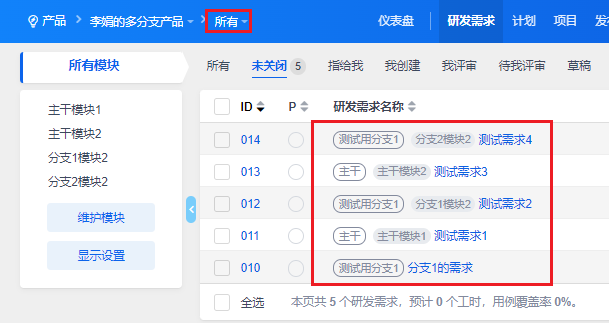 产品 李娟的多分支产品 所有 仪表盘 研发需求 计划 项目
所有模块
所有 未关闭 5 指给我 我创建 我评审 待我评审 草稿
主干模块1
主干模块2
分支1模块2
分支2模块2
维护模块
显示设置
ID P 研发需求名称
014 测试用分支1 分支2模块2 测试需求4
013 主干 主干模块2 测试需求3
012 测试用分支1 分支1模块2 测试需求2
011 主干 主干模块1 测试需求1
010 测试用分支1 分支1的需求
全选 本页共 5 个研发需求，预计 0 个工时，用例覆盖率 0%。